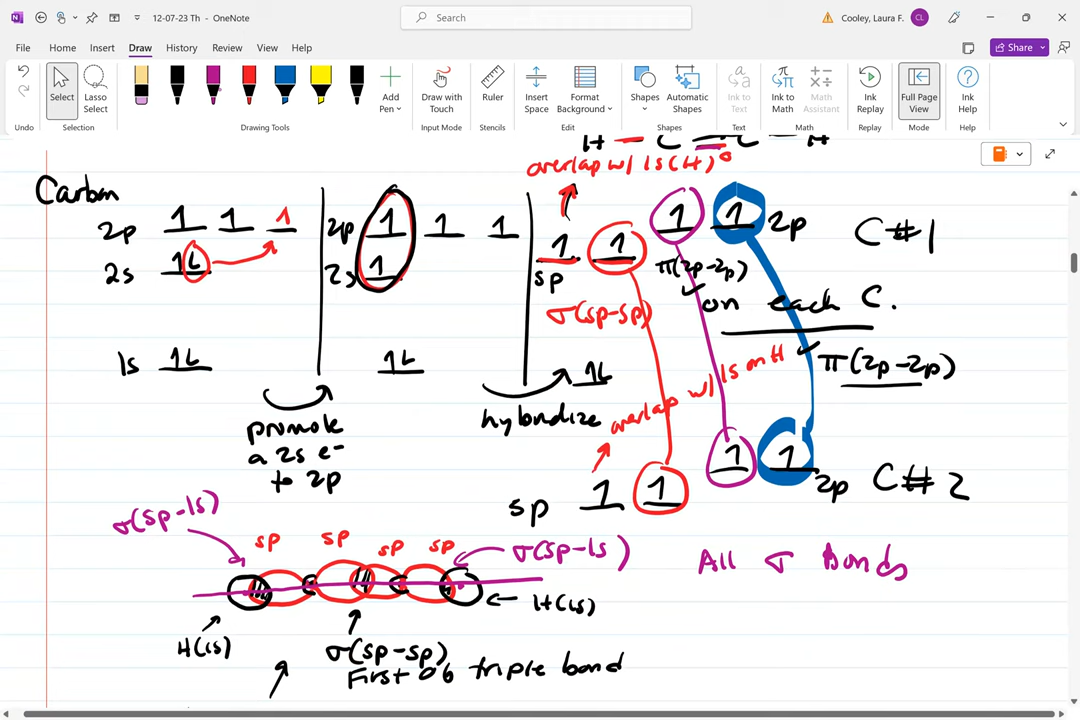 12-07-23 Th - OneNote
Search
Cooley, Laura F.
CL
File Home Insert Draw History Review View Help
Share
Undo
Select
Lasso Select
Selection
Drawing Tools
Add Pen
Draw with Touch
Input Mode
Ruler
Stencils
Insert Space
Format Background
Edit
Shapes
Automatic Shapes
Shapes
Ink to Text
Text
Ink to Math
Math Assistant
Math
Ink Replay
Replay
Full Page View
Mode
Ink Help
Help
H - C ≡ C - H
overlap w/ 1s(H)
Carbon
2p 1 1 1
2p 1 1 1
1 1 2p C#1
2s 1L
2s 1
1 1
sp
π(2p-2p)
σ(sp-sp)
on each C.
1s 1L
1L
1L
π(2p-2p)
promote
a 2s e-
to 2p
hybridize
overlap w/ 1s on H
1 1
2p C#2
sp 1 1
σ(sp-1s)
sp sp sp sp
σ(sp-1s)
All σ Bonds
C C
H(1s)
H(1s)
σ(sp-sp)
First of triple bond